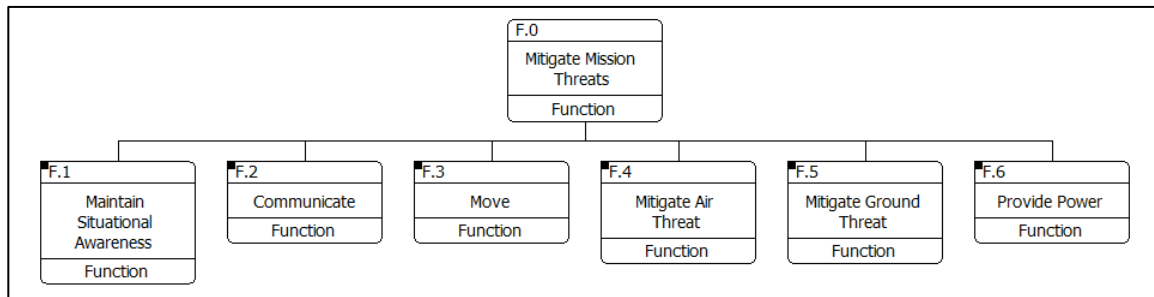 F.0
Mitigate Mission
Threats
Function
F.1
Maintain
Situational
Awareness
Function
F.2
Communicate
Function
F.3
Move
Function
F.4
Mitigate Air
Threat
Function
F.5
Mitigate Ground
Threat
Function
F.6
Provide Power
Function